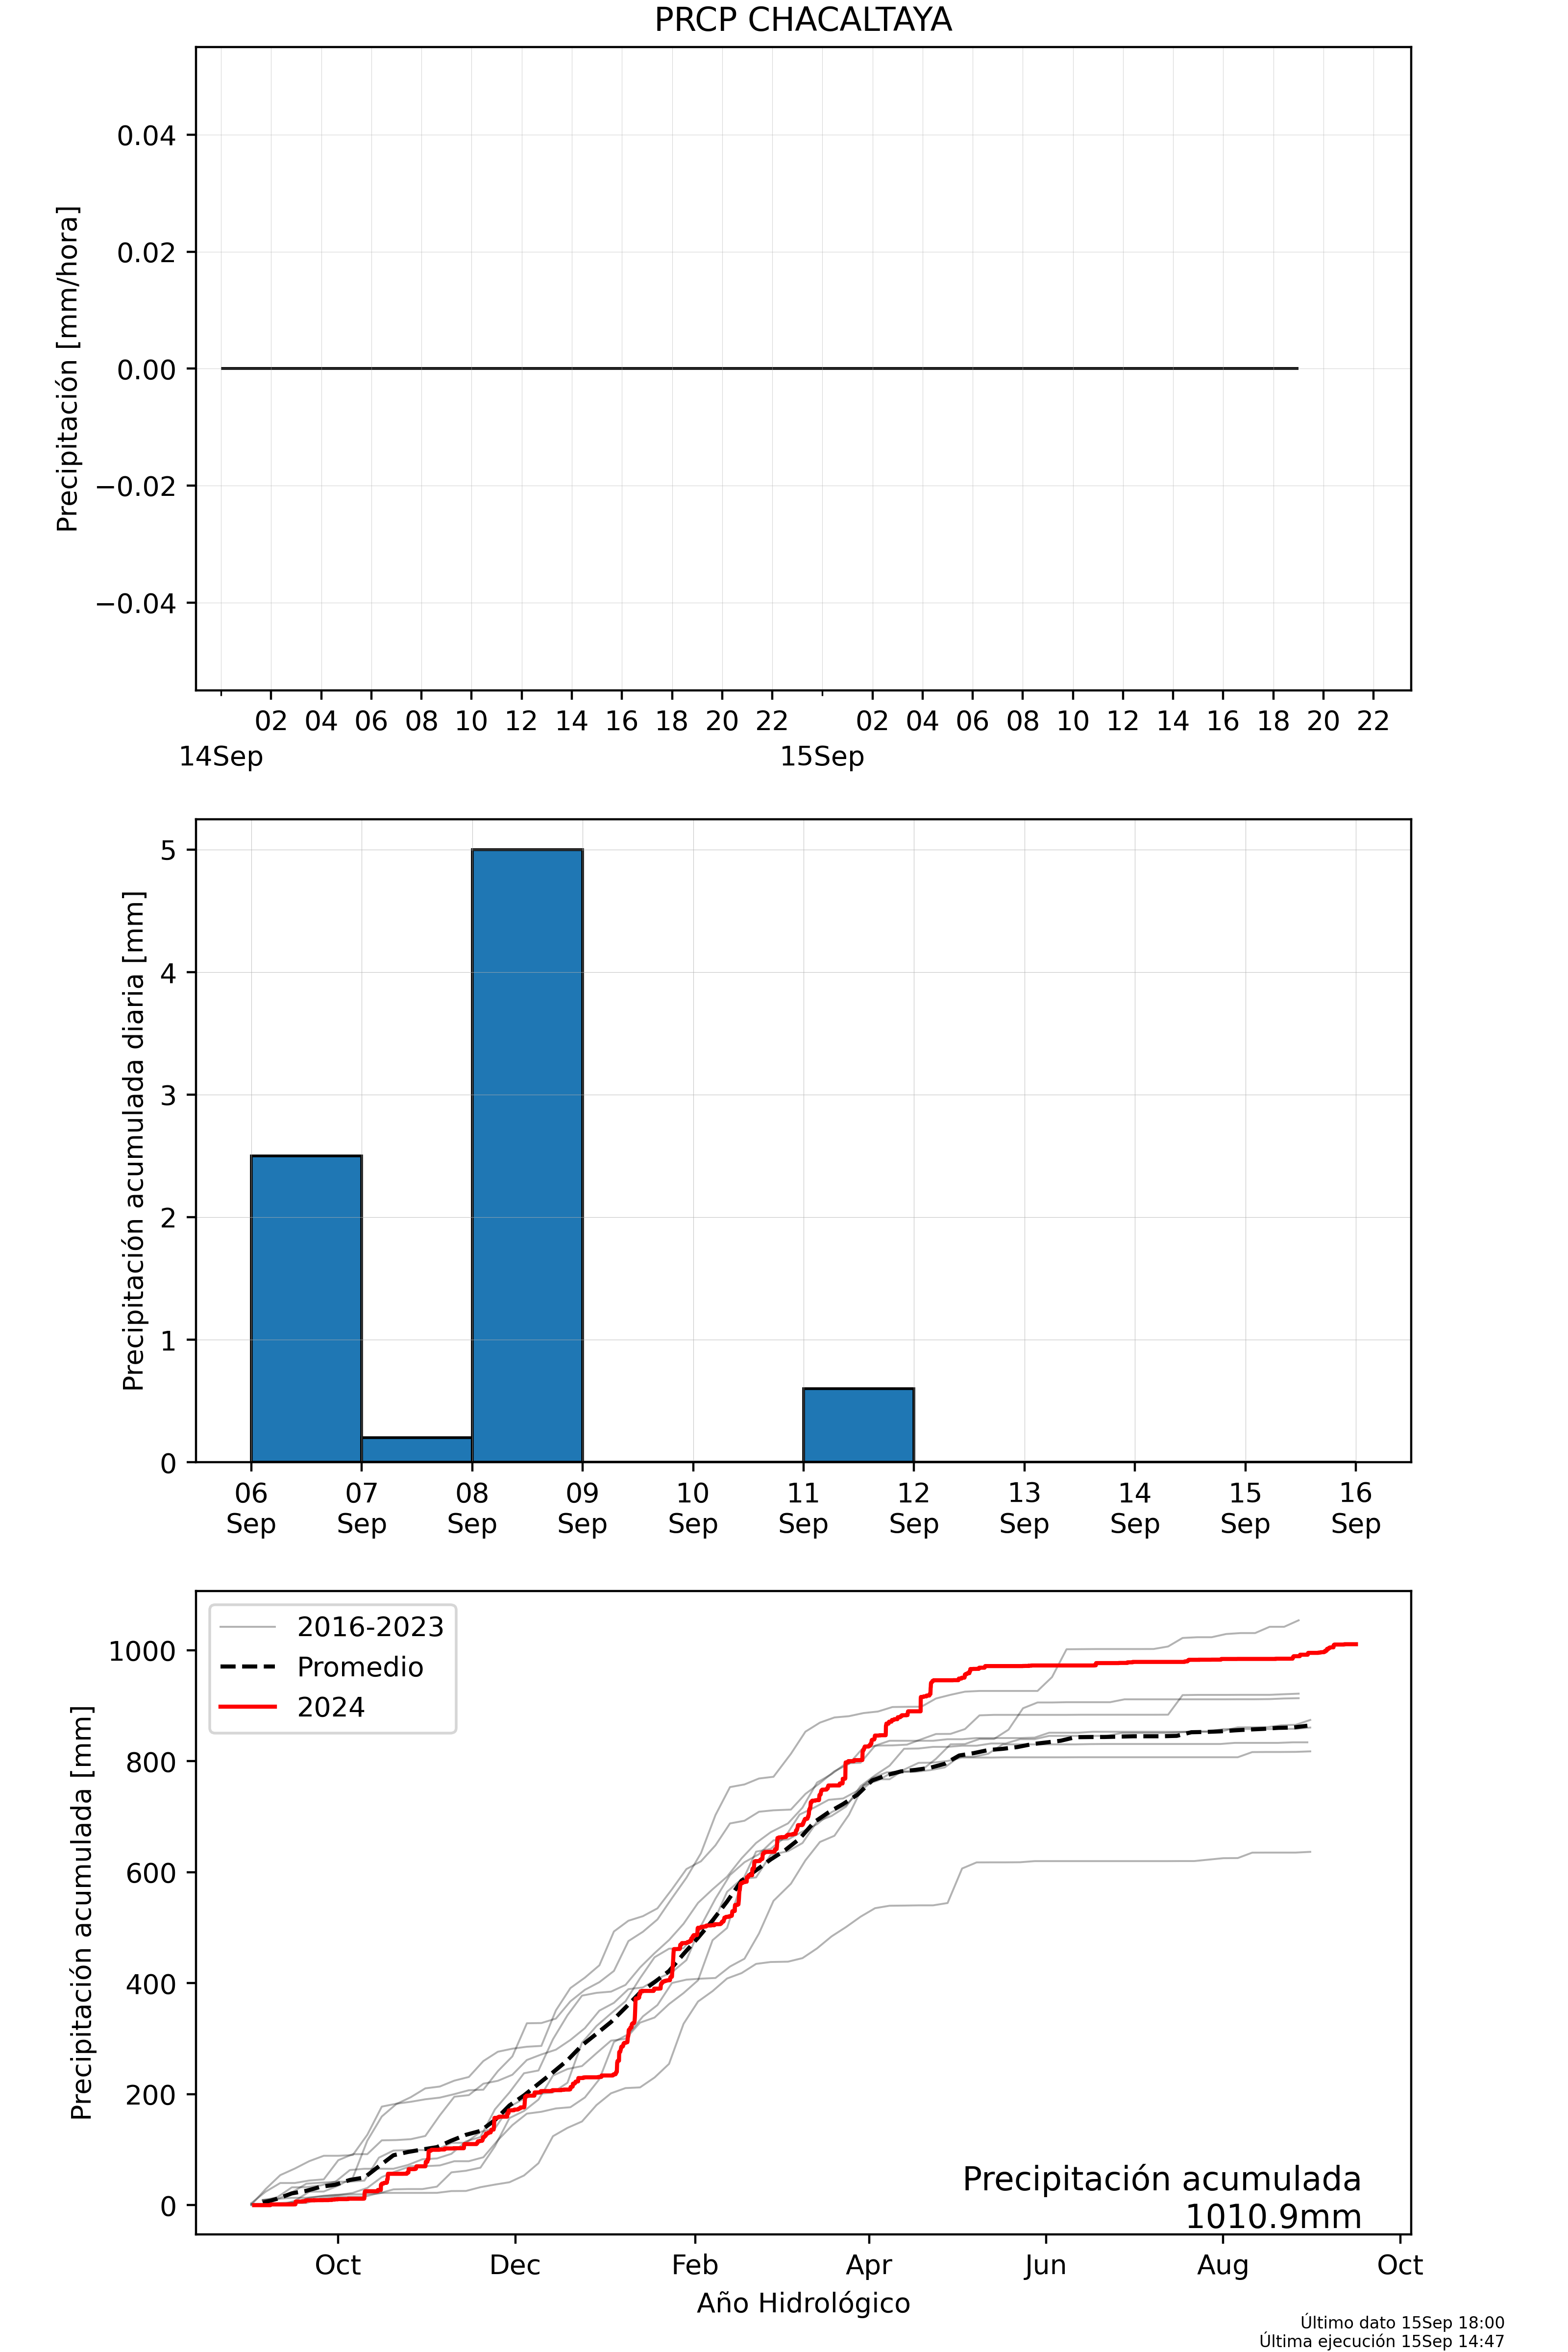 PRCP CHACALTAYA
Precipitación [mm/hora]
0.04
0.02
0.00
−0.02
−0.04
02 04 06 08 10 12 14 16 18 20 22 02 04 06 08 10 12 14 16 18 20 22
14Sep 15Sep
Precipitación acumulada diaria [mm]
5
4
3
2
1
0
06 07 08 09 10 11 12 13 14 15 16
Sep Sep Sep Sep Sep Sep Sep Sep Sep Sep Sep
Precipitación acumulada [mm]
1000
800
600
400
200
0
2016-2023
Promedio
2024
Precipitación acumulada
1010.9mm
Oct Dec Feb Apr Jun Aug Oct
Año Hidrológico
Último dato 15Sep 18:00
Última ejecución 15Sep 14:47